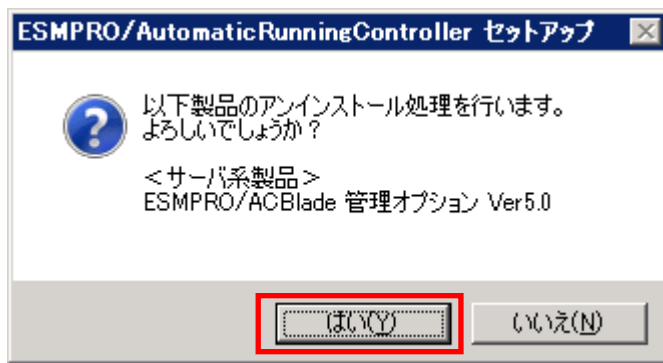 ESMPRO/AutomaticRunningController セットアップ
以下製品のアンインストール処理を行います。
よろしいでしょうか？
＜サーバ系製品＞
ESMPRO/ACBlade 管理オプション Ver5.0
はい(Y) いいえ(N)